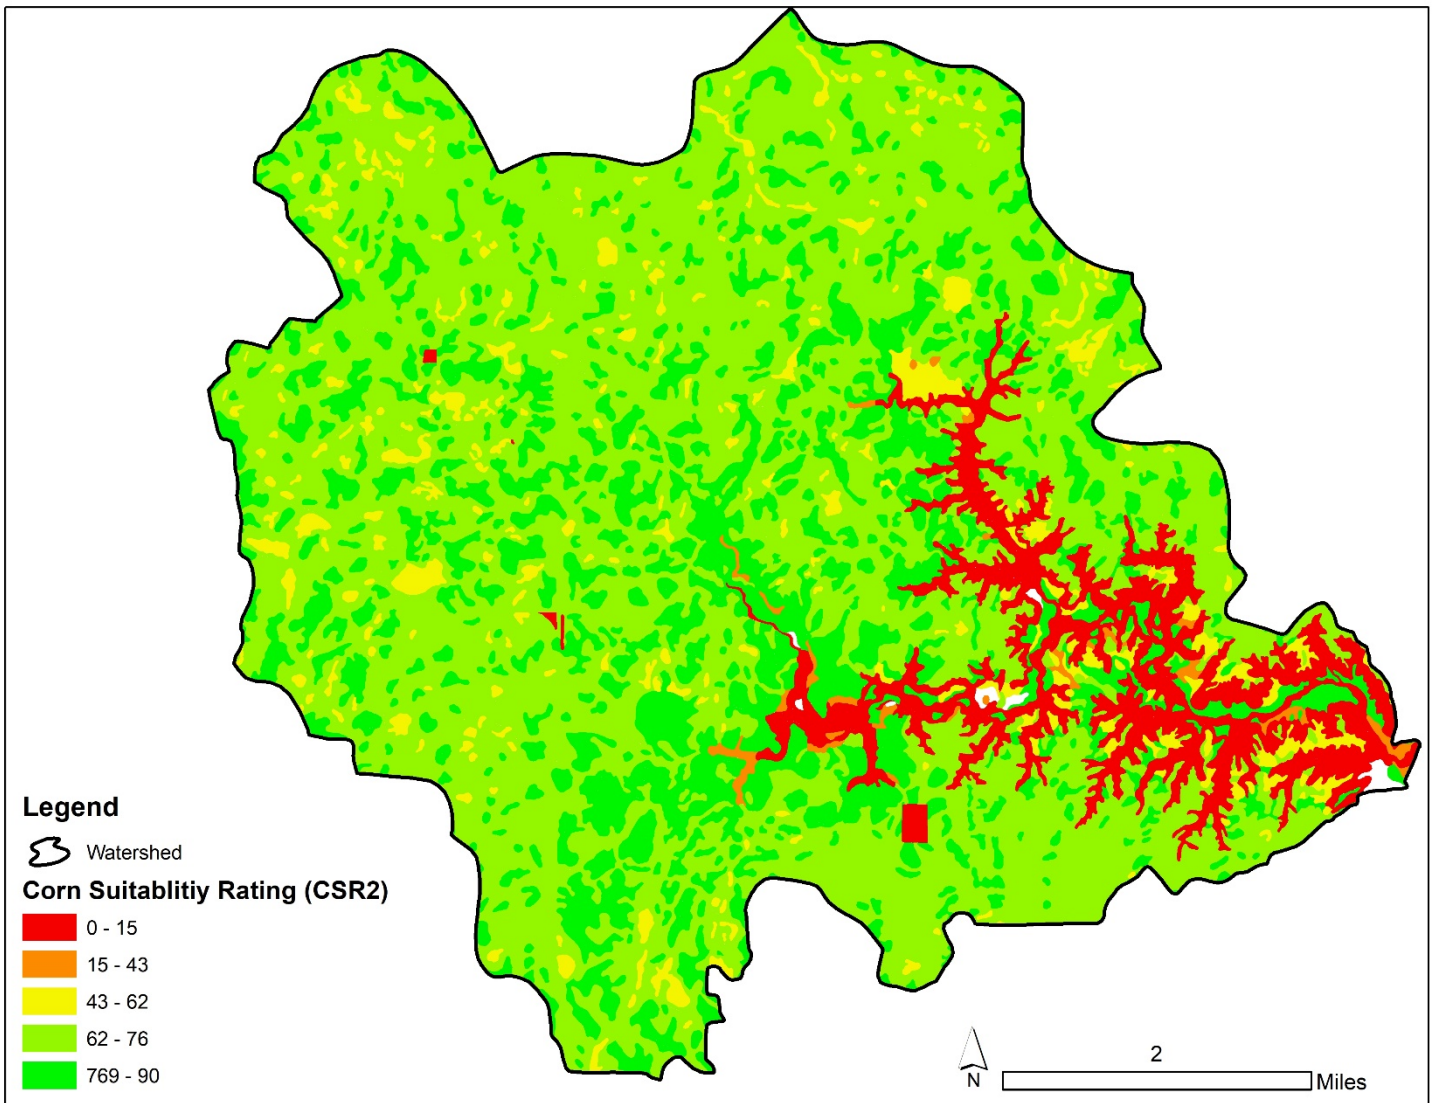 Legend
Watershed
Corn Suitablitiy Rating (CSR2)
0 - 15
15 - 43
43 - 62
62 - 76
769 - 90
N
2
Miles